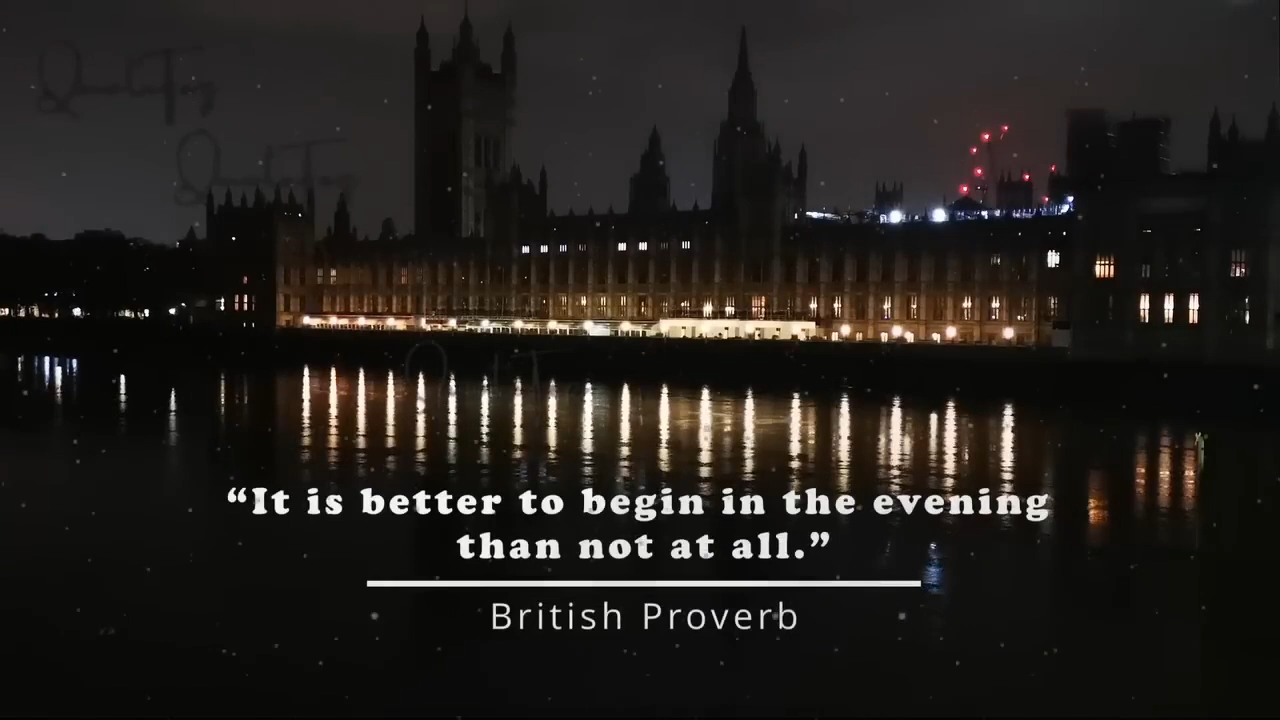 “It is better to begin in the evening
than not at all.”
British Proverb